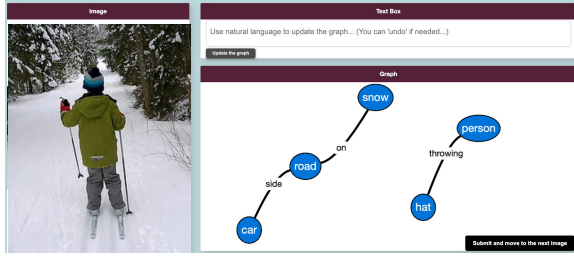 Image
Text Box
Use natural language to update the graph... (You can 'undo' if needed...)
Update the graph
Graph
snow
person
on
throwing
road
side
hat
car
Submit and move to the next image